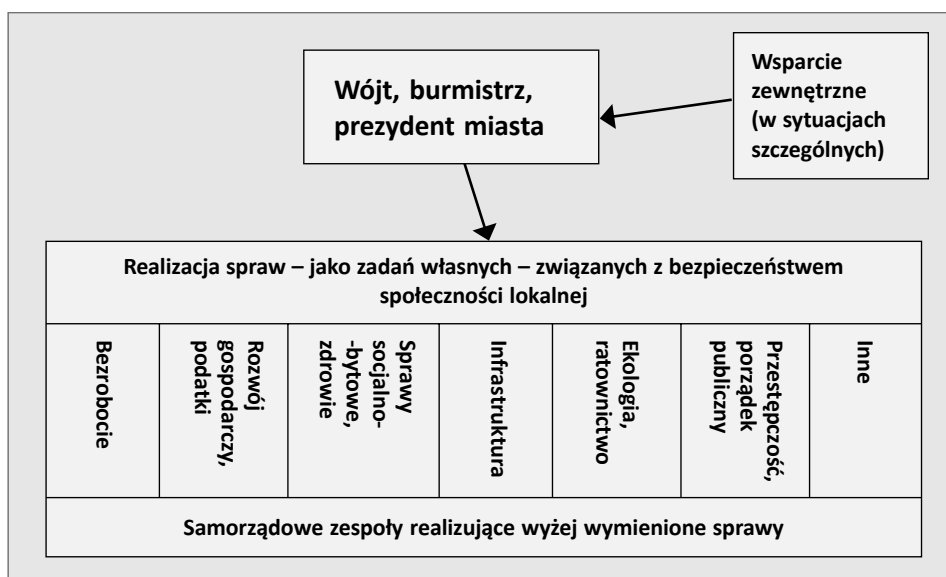 Wójt, burmistrz,
prezydent miasta
Wsparcie
zewnętrzne
(w sytuacjach
szczególnych)
Realizacja spraw – jako zadań własnych – związanych z bezpieczeństwem
społeczności lokalnej
Bezrobocie
Rozwój
gospodarczy,
podatki
Sprawy
socjalno-
-bytowe,
zdrowie
Infrastruktura
Ekologia,
ratownictwo
Przestępczość,
porządek
publiczny
Inne
Samorządowe zespoły realizujące wyżej wymienione sprawy